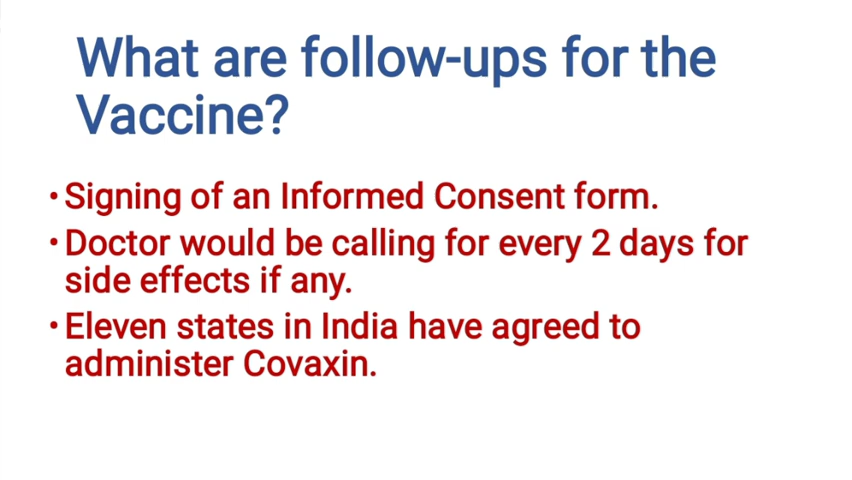 What are follow-ups for the
Vaccine?
• Signing of an Informed Consent form.
• Doctor would be calling for every 2 days for
side effects if any.
• Eleven states in India have agreed to
administer Covaxin.